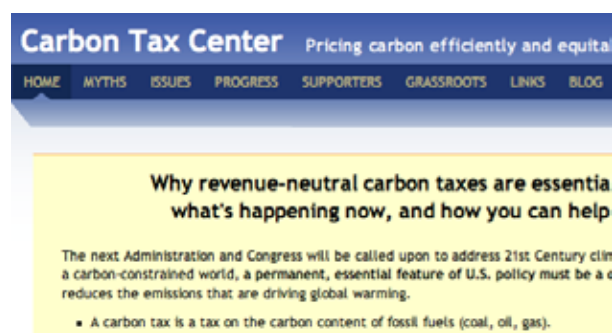 Carbon Tax Center Pricing carbon efficiently and
HOME MYTHS ISSUES PROGRESS SUPPORTERS GRASSROOTS LINKS BLOG
Why revenue-neutral carbon taxes are
what's happening now, and how you can help
The next Administration and Congress will be called upon to address 21st Century
a carbon-constrained world, a permanent, essential feature of U.S. policy must be a
reduces the emissions that are driving global warming.
▪ A carbon tax is a tax on the carbon content of fossil fuels (coal, oil, gas).